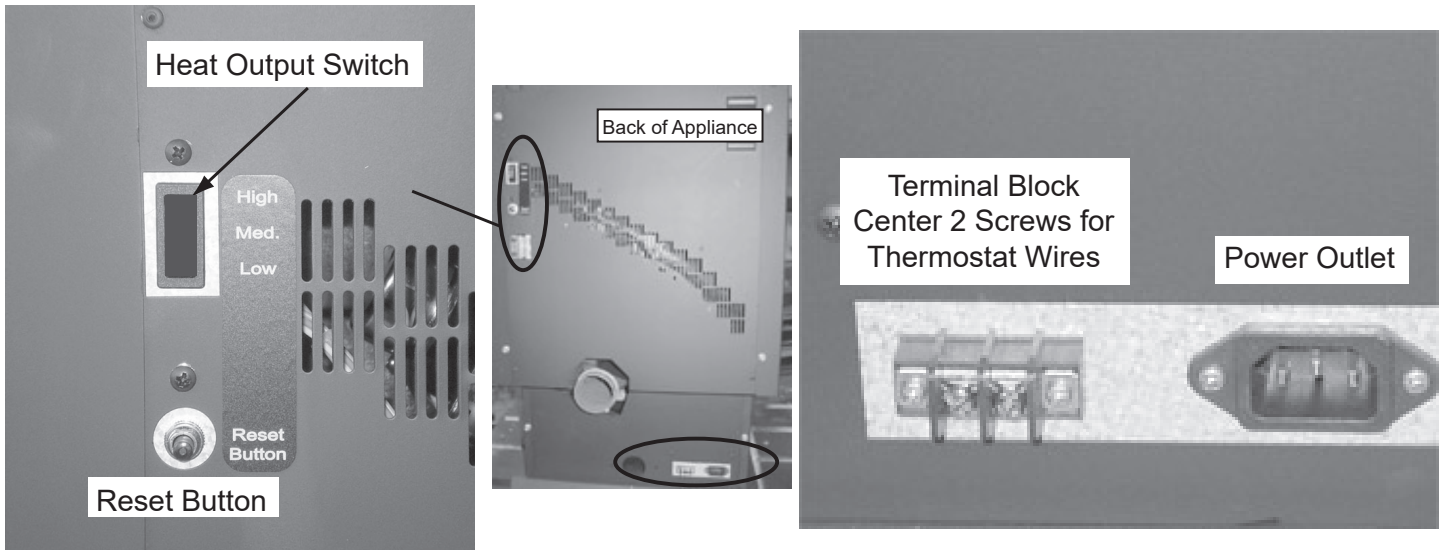 Heat Output Switch
High
Med.
Low
Reset
Button
Reset Button
Back of Appliance
Terminal Block
Center 2 Screws for
Thermostat Wires
Power Outlet